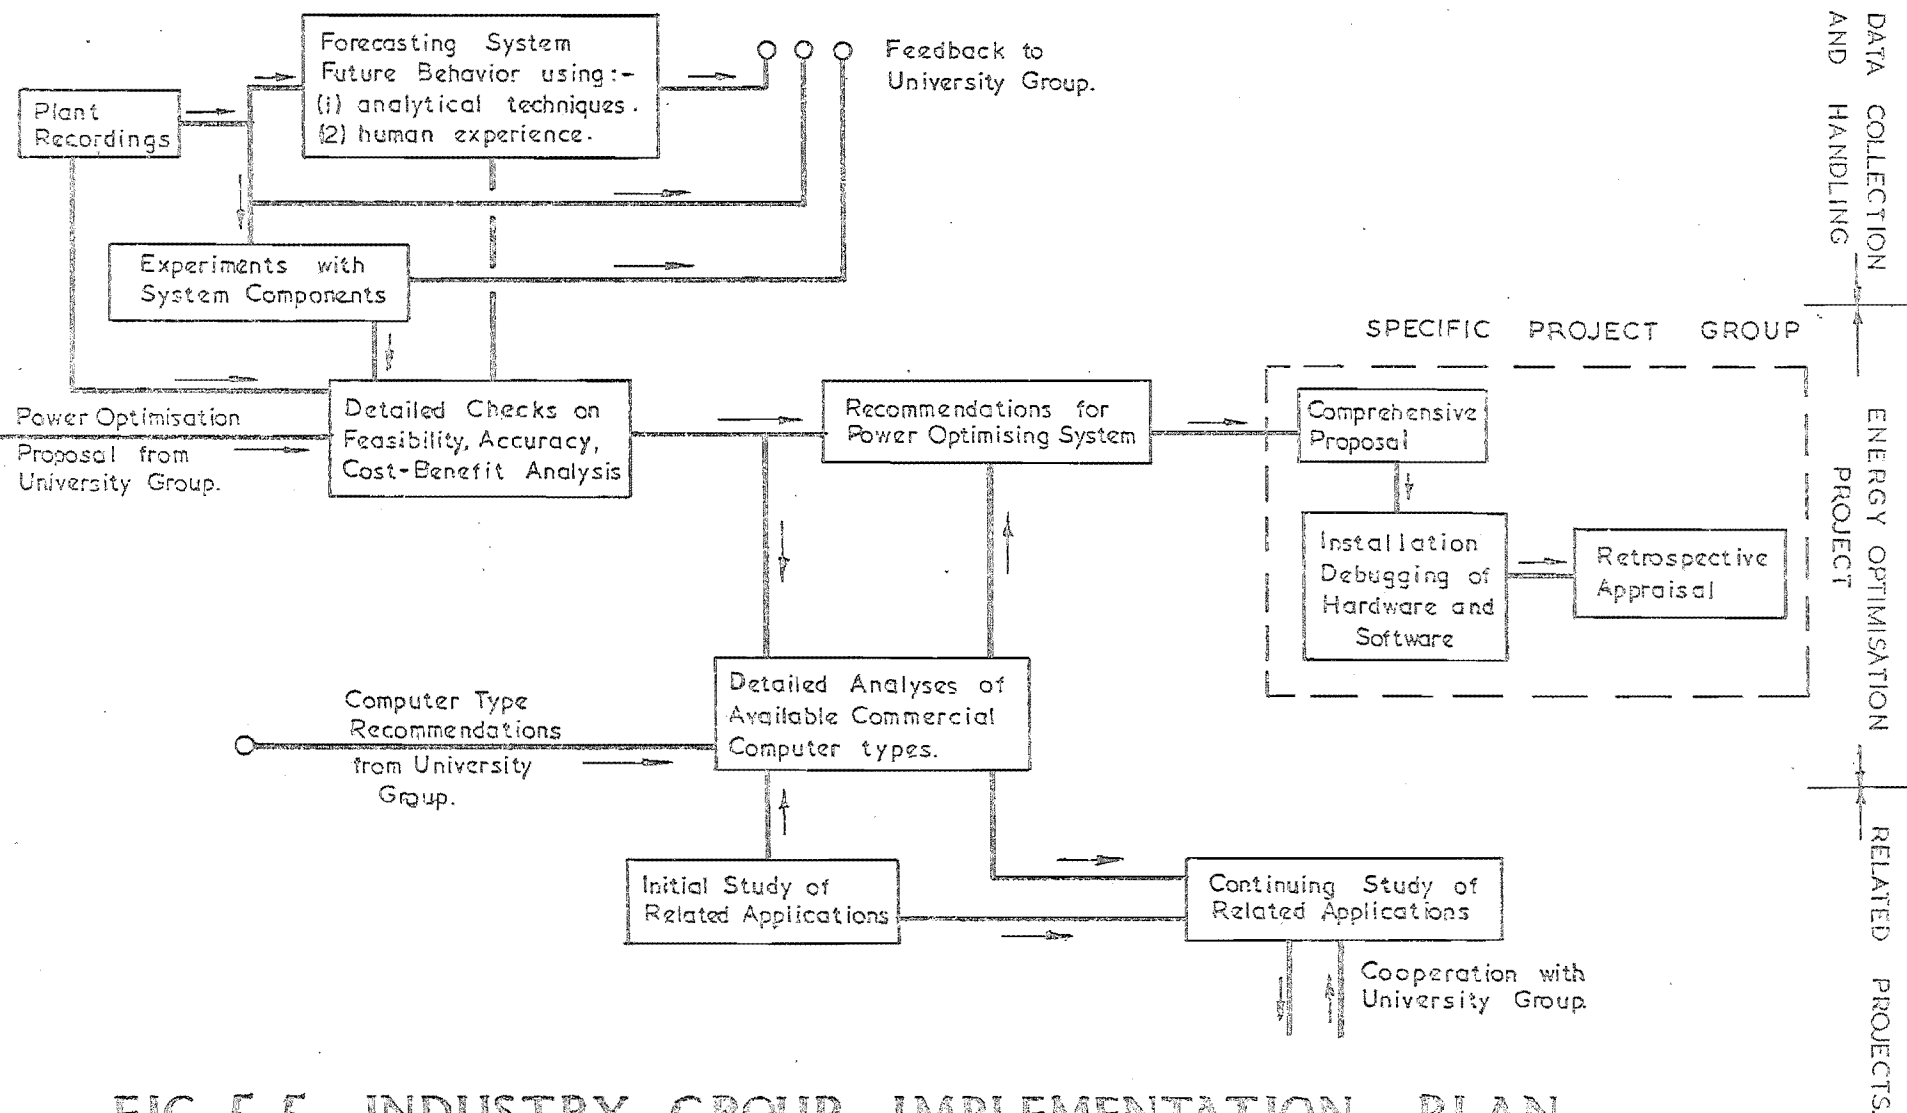 Forecasting System
Future Behavior using:-
(1) analytical techniques.
(2) human experience.
Feedback to
University Group.
Plant
Recordings
DATA COLLECTION
AND HANDLING
Experiments with
System Components
SPECIFIC PROJECT GROUP
Power Optimisation
Proposal from
University Group.
Detailed Checks on
Feasibility, Accuracy,
Cost-Benefit Analysis
Recommendations for
Power Optimising System
Comprehensive
Proposal
Installation
Debugging of
Hardware and
Software
Retrospective
Appraisal
ENERGY OPTIMISATION
PROJECT
Computer Type
Recommendations
from University
Group.
Detailed Analyses of
Available Commercial
Computer types.
Initial Study of
Related Applications
Continuing Study of
Related Applications
Cooperation with
University Group.
RELATED PROJECTS.
FIG 5.5 INDUSTRY GROUP IMPLEMENTATION PLAN